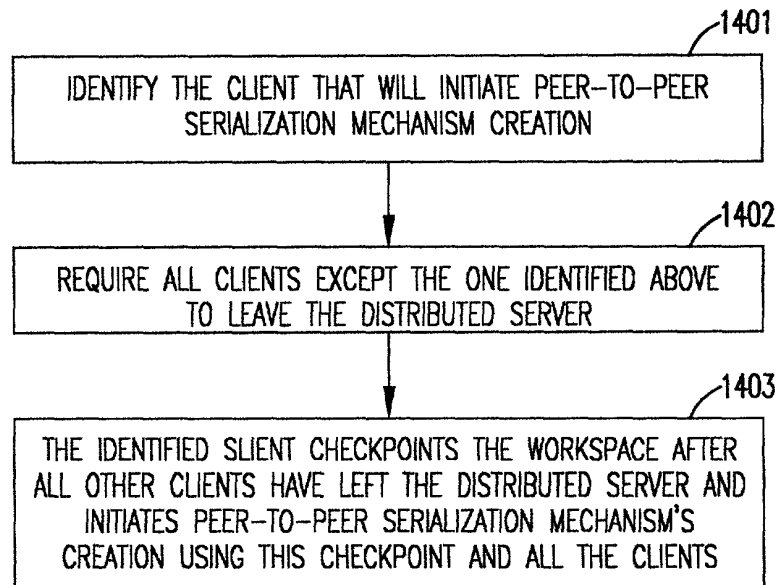 1401
IDENTIFY THE CLIENT THAT WILL INITIATE PEER-TO-PEER
SERIALIZATION MECHANISM CREATION
1402
REQUIRE ALL CLIENTS EXCEPT THE ONE IDENTIFIED ABOVE
TO LEAVE THE DISTRIBUTED SERVER
1403
THE IDENTIFIED SLIENT CHECKPOINTS THE WORKSPACE AFTER
ALL OTHER CLIENTS HAVE LEFT THE DISTRIBUTED SERVER AND
INITIATES PEER-TO-PEER SERIALIZATION MECHANISM'S
CREATION USING THIS CHECKPOINT AND ALL THE CLIENTS